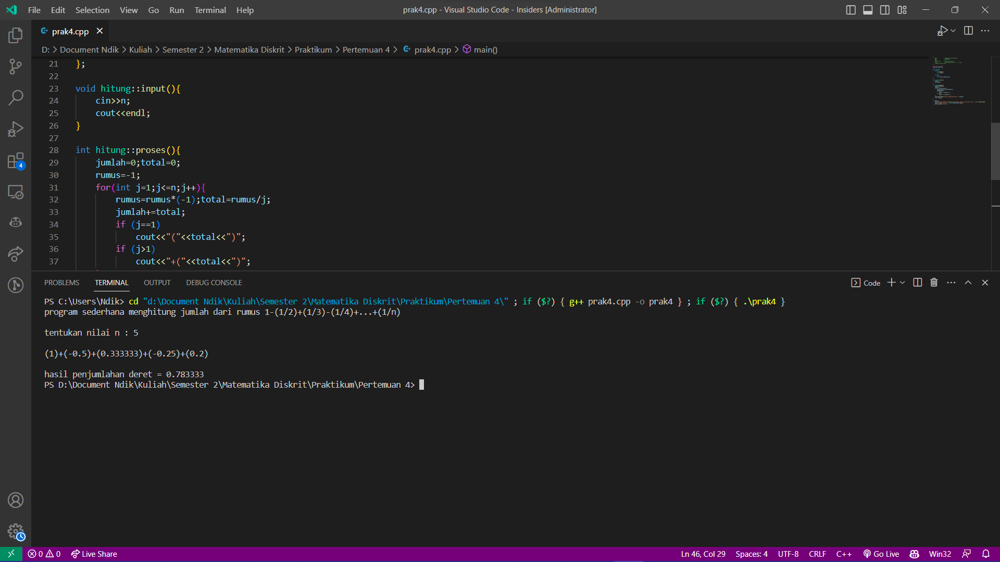 File Edit Selection View Go Run Terminal Help
prak4.cpp - Visual Studio Code - Insiders [Administrator]
prak4.cpp
D: > Document Ndik > Kuliah > Semester 2 > Matematika Diskrit > Praktikum > Pertemuan 4 > prak4.cpp > main()
21 };
22
23 void hitung::input(){
24 cin>>n;
25 cout<<endl;
26 }
27
28 int hitung::proses(){
29 jumlah=0;total=0;
30 rumus=-1;
31 for(int j=1;j<=n;j++){
32 rumus=rumus*(-1);total=rumus/j;
33 jumlah+=total;
34 if (j==1)
35 cout<<"("<<total<<")";
36 if (j>1)
37 cout<<"+("<<total<<")";
4
PROBLEMS TERMINAL OUTPUT DEBUG CONSOLE
Code
PS C:\Users\Ndik> cd "d:\Document Ndik\Kuliah\Semester 2\Matematika Diskrit\Praktikum\Pertemuan 4\" ; if ($?) { g++ prak4.cpp -o prak4 } ; if ($?) { .\prak4 }
program sederhana menghitung jumlah dari rumus 1-(1/2)+(1/3)-(1/4)+...+(1/n)
tentukan nilai n : 5
(1)+(-0.5)+(0.333333)+(-0.25)+(0.2)
hasil penjumlahan deret = 0.783333
PS D:\Document Ndik\Kuliah\Semester 2\Matematika Diskrit\Praktikum\Pertemuan 4>
0 0 Live Share Ln 46, Col 29 Spaces: 4 UTF-8 CRLF C++ Go Live Win32